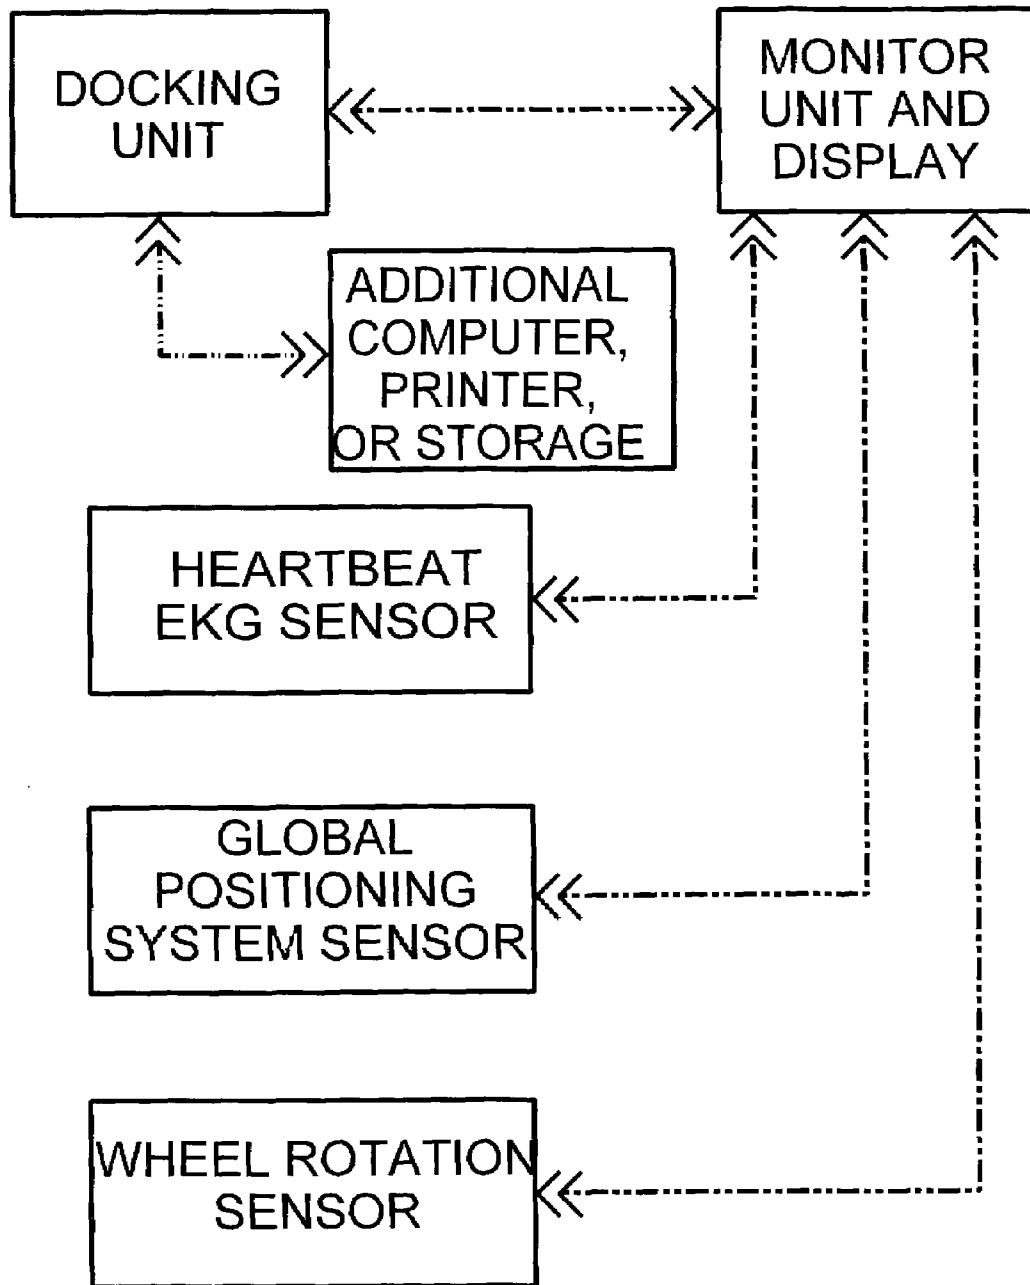 DOCKING
UNIT
MONITOR
UNIT AND
DISPLAY
ADDITIONAL
COMPUTER,
PRINTER,
OR STORAGE
HEARTBEAT
EKG SENSOR
GLOBAL
POSITIONING
SYSTEM SENSOR
WHEEL ROTATION
SENSOR